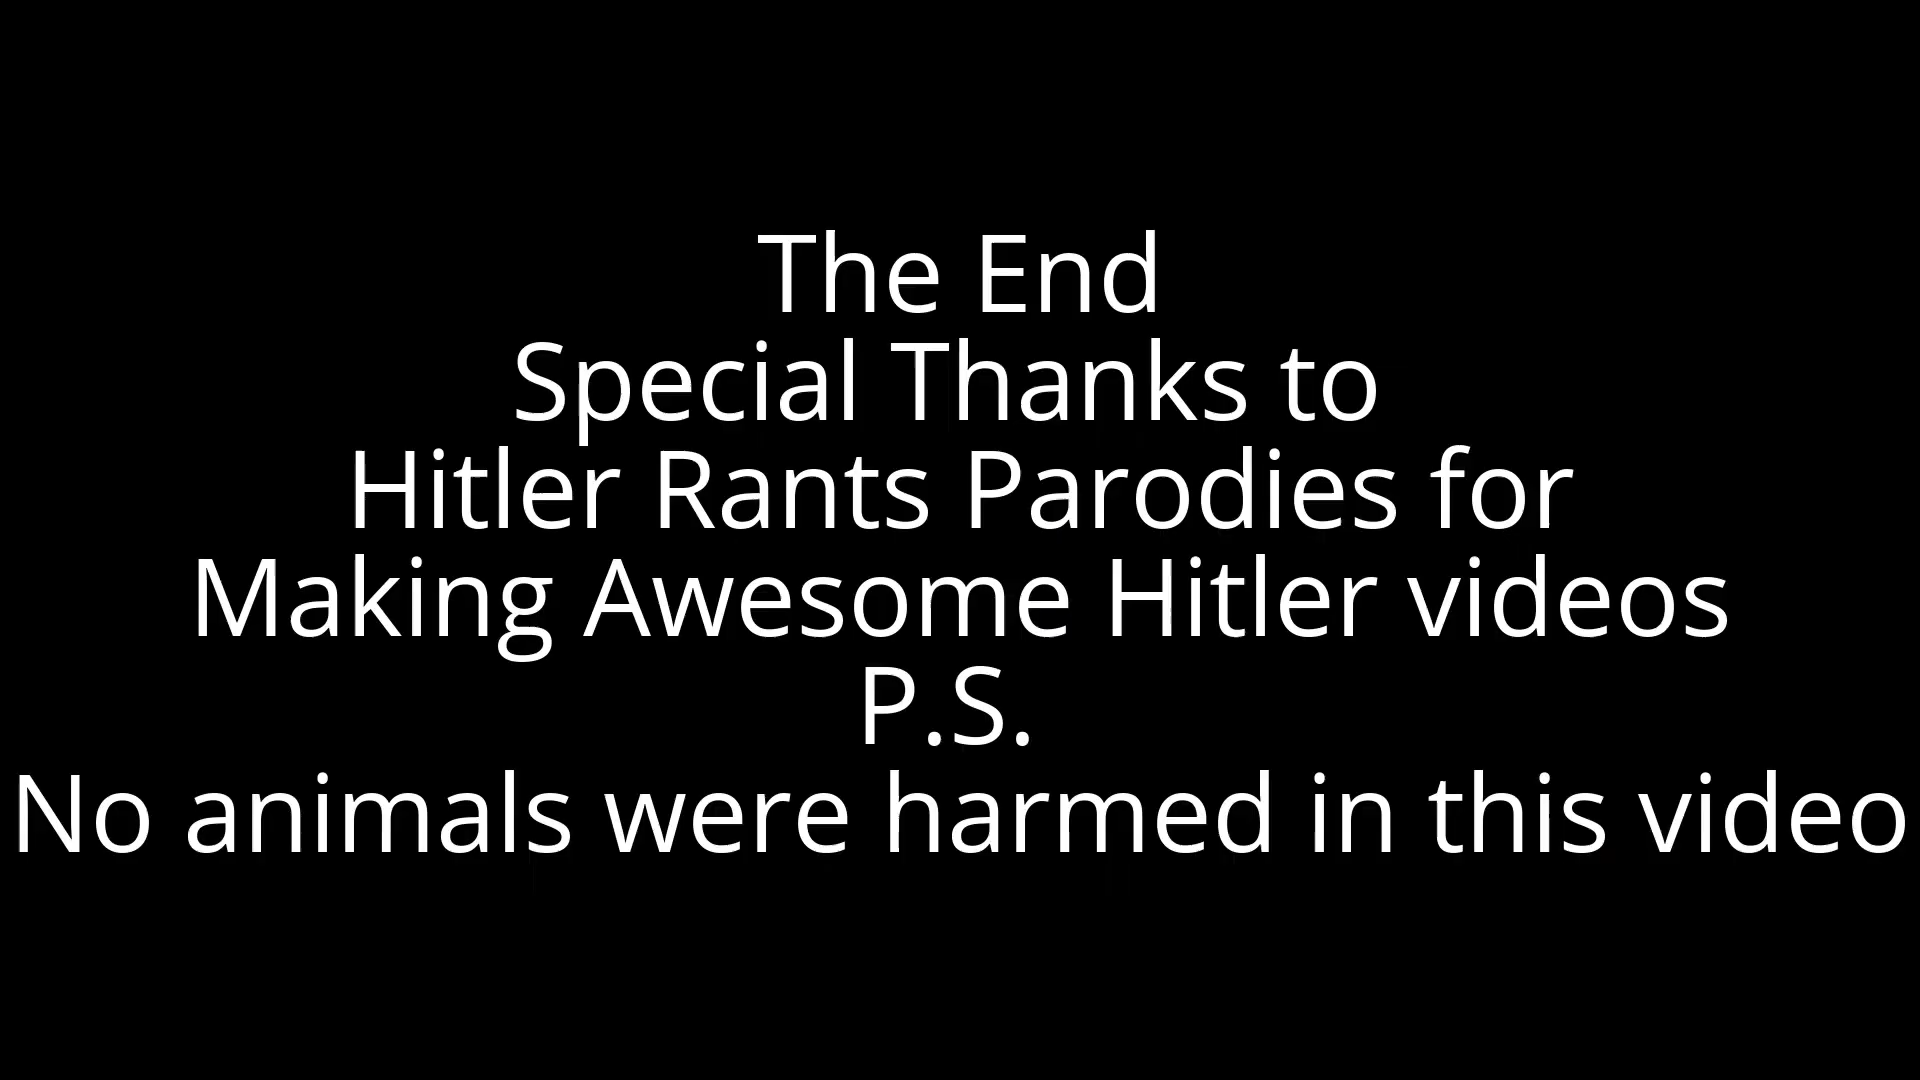 The End
Special Thanks to
Hitler Rants Parodies for
Making Awesome Hitler videos
P.S.
No animals were harmed in this video